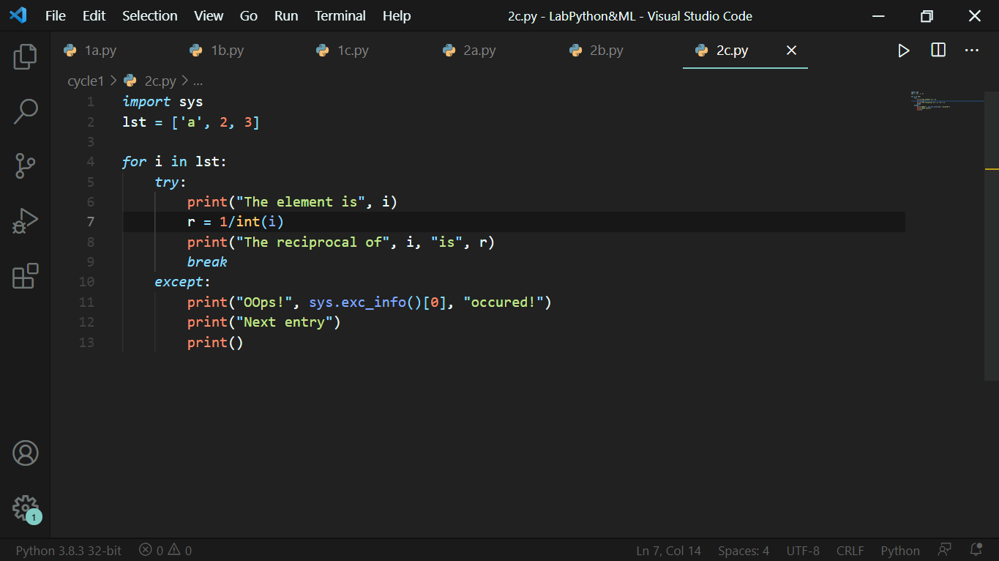 File Edit Selection View Go Run Terminal Help 2c.py - LabPython&ML - Visual Studio Code
1a.py 1b.py 1c.py 2a.py 2b.py 2c.py
cycle1 > 2c.py > ...
1 import sys
2 lst = ['a', 2, 3]
3
4 for i in lst:
5     try:
6         print("The element is", i)
7         r = 1/int(i)
8         print("The reciprocal of", i, "is", r)
9         break
10     except:
11         print("OOps!", sys.exc_info()[0], "occured!")
12         print("Next entry")
13         print()
1
Python 3.8.3 32-bit 0 0 Ln 7, Col 14 Spaces: 4 UTF-8 CRLF Python